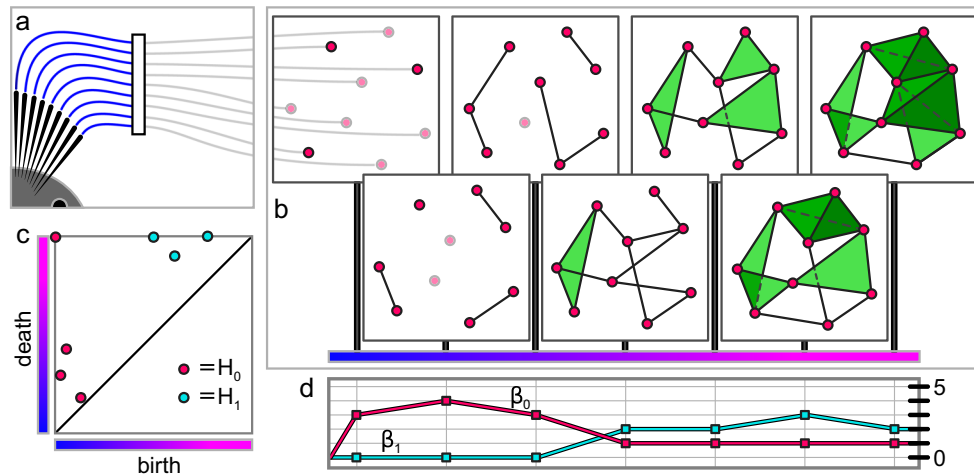 a
b
c
death
birth
= H₀
= H₁
d
β₀
β₁
5
0